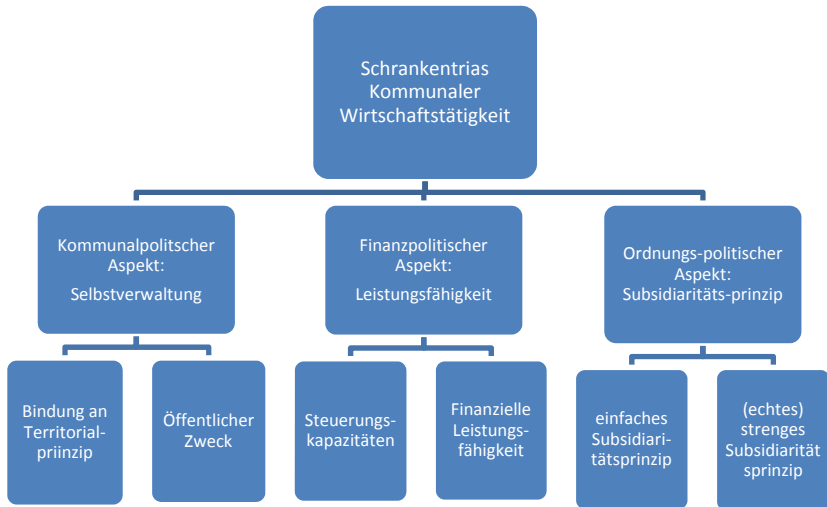 Schrankentrias
Kommunaler
Wirtschaftstätigkeit
Kommunalpolitscher
Aspekt:
Selbstverwaltung
Finanzpolitischer
Aspekt:
Leistungsfähigkeit
Ordnungs-politischer
Aspekt:
Subsidiaritäts-prinzip
Bindung an
Territorial-
priinzip
Öffentlicher
Zweck
Steuerungs-
kapazitäten
Finanzielle
Leistungs-
fähigkeit
einfaches
Subsidiari-
tätsprinzip
(echtes)
strenges
Subsidiarität
sprinzip